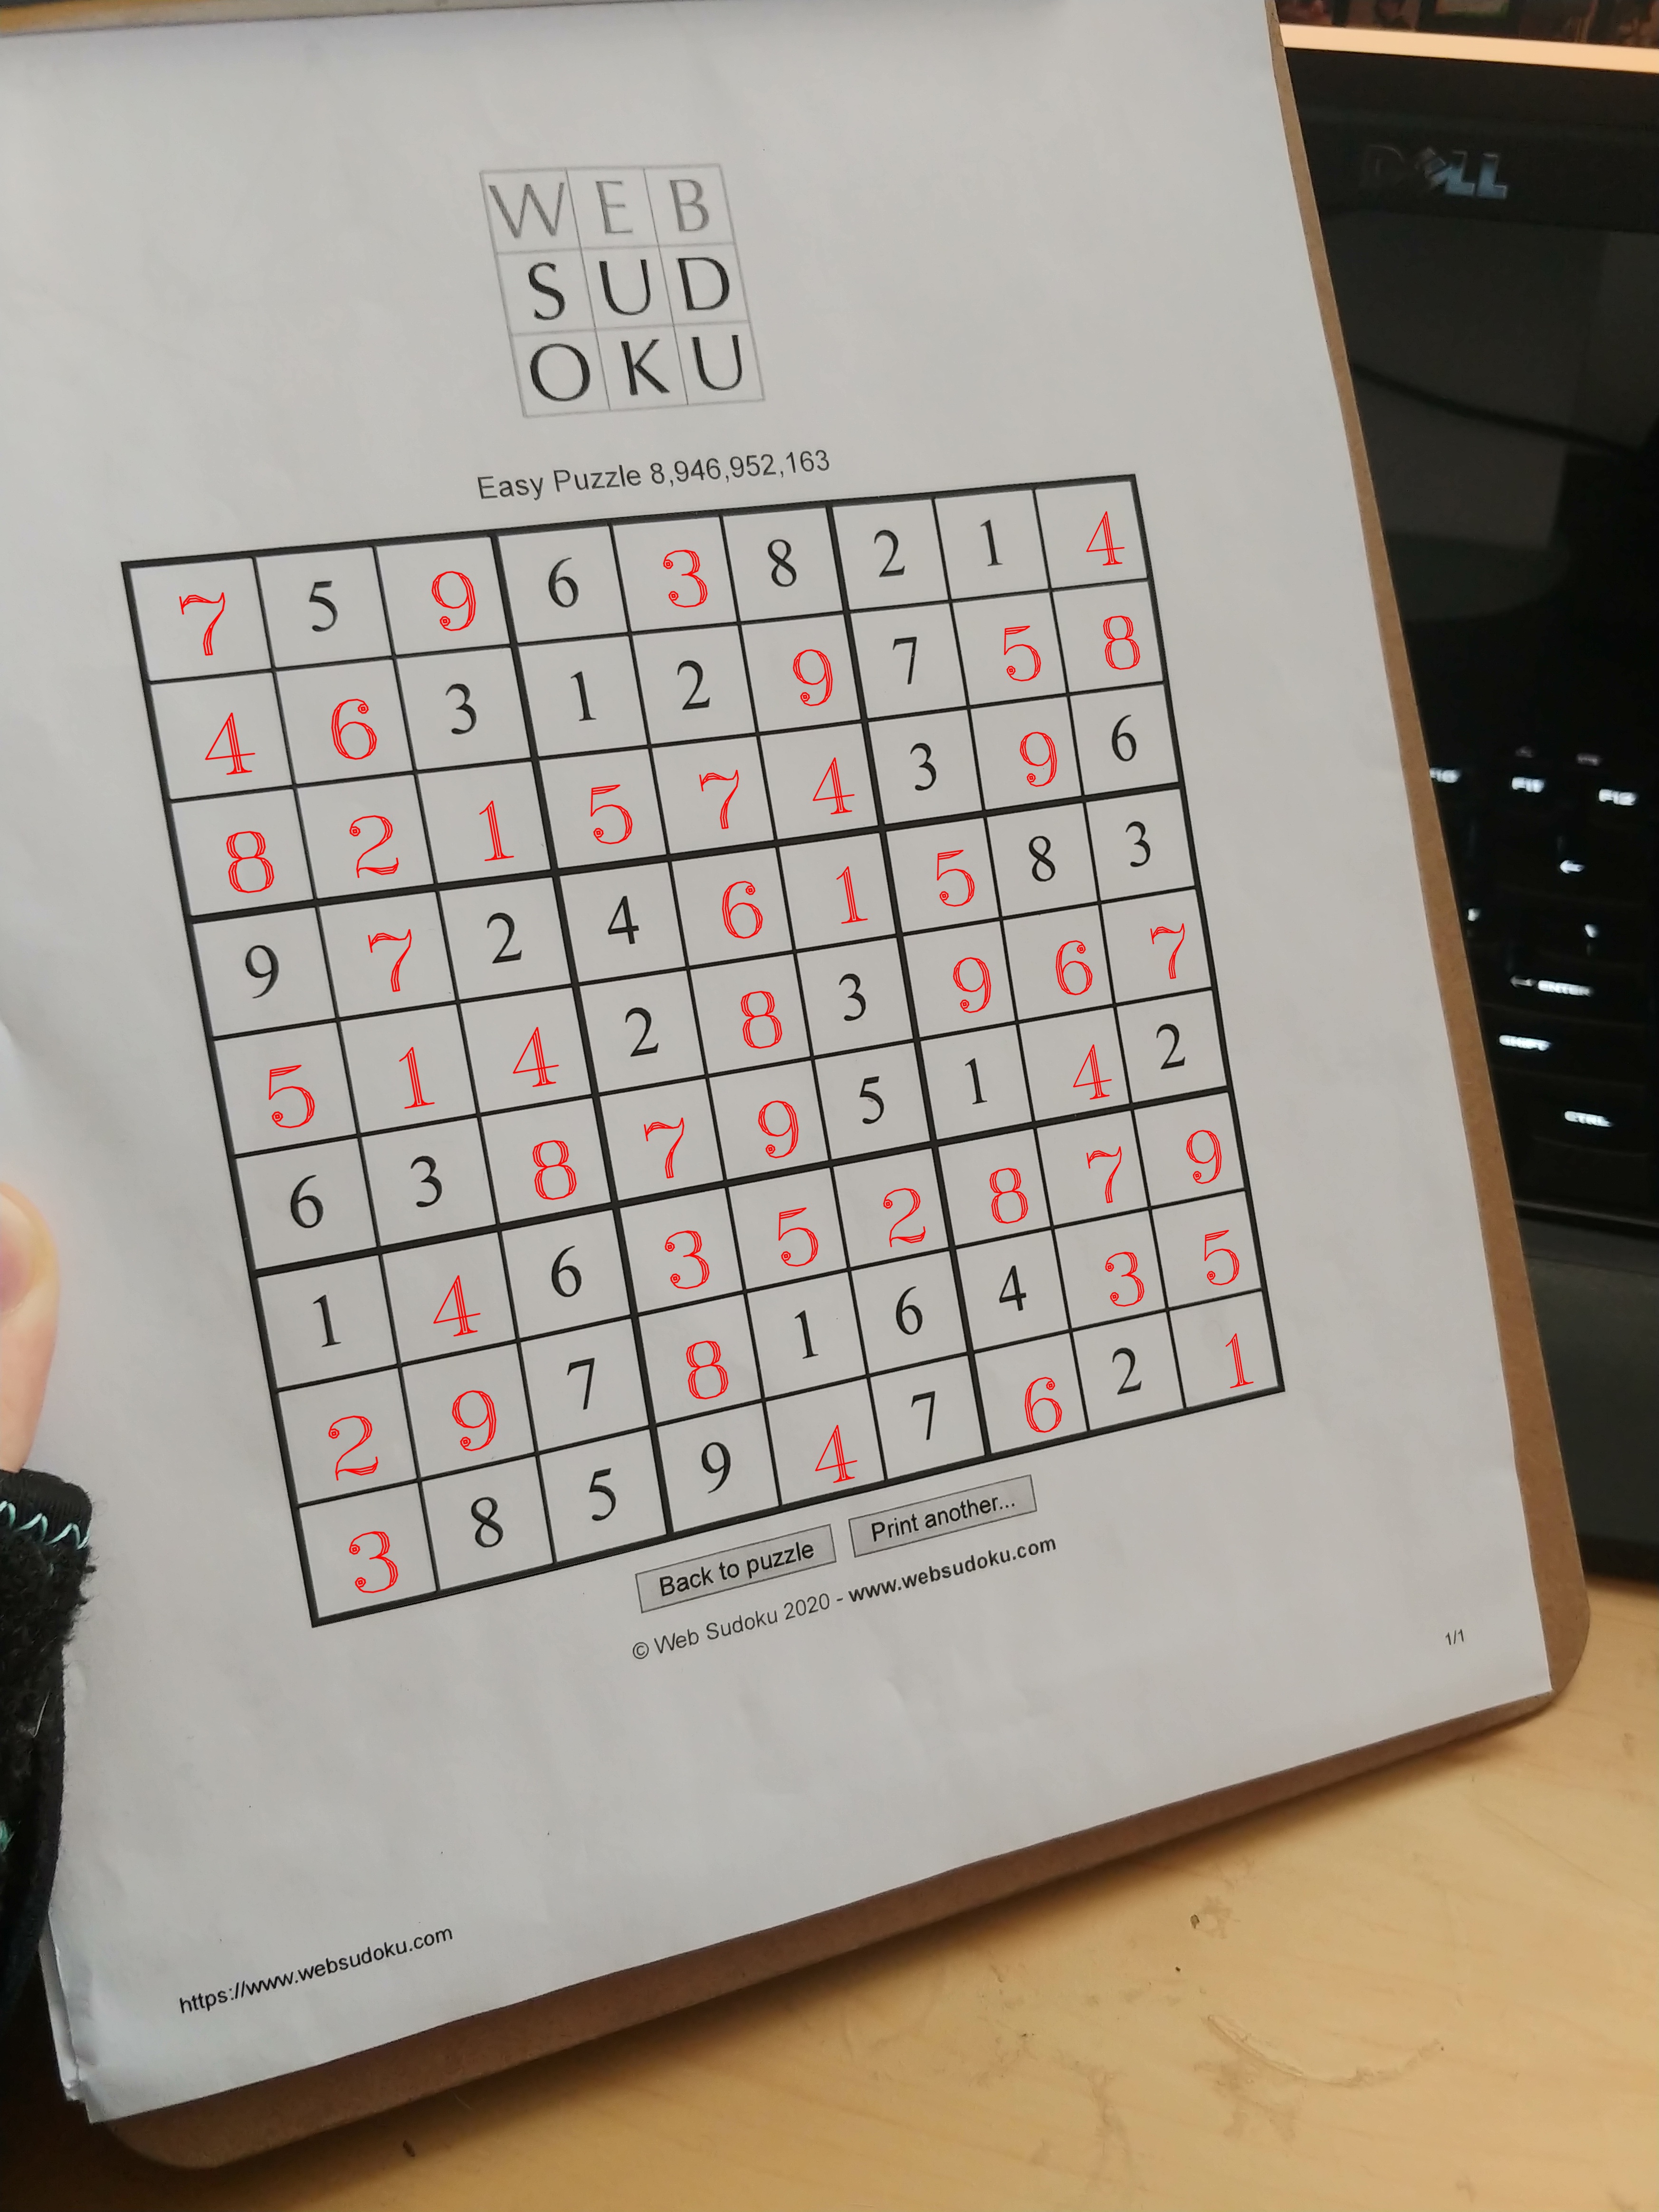 W E B
S U D
O K U
Easy Puzzle 8,946,952,163
7 5 9 6 3 8 2 1 4
4 6 3 1 2 9 7 5 8
8 2 1 5 7 4 3 9 6
9 7 2 4 6 1 5 8 3
5 1 4 2 8 3 9 6 7
6 3 8 7 9 5 1 4 2
1 4 6 3 5 2 8 7 9
2 9 7 8 1 6 4 3 5
3 8 5 9 4 7 6 2 1
Back to puzzle Print another...
© Web Sudoku 2020 - www.websudoku.com
1/1
https://www.websudoku.com
DELL
F11 F12
ENTER
SHIFT
CTRL